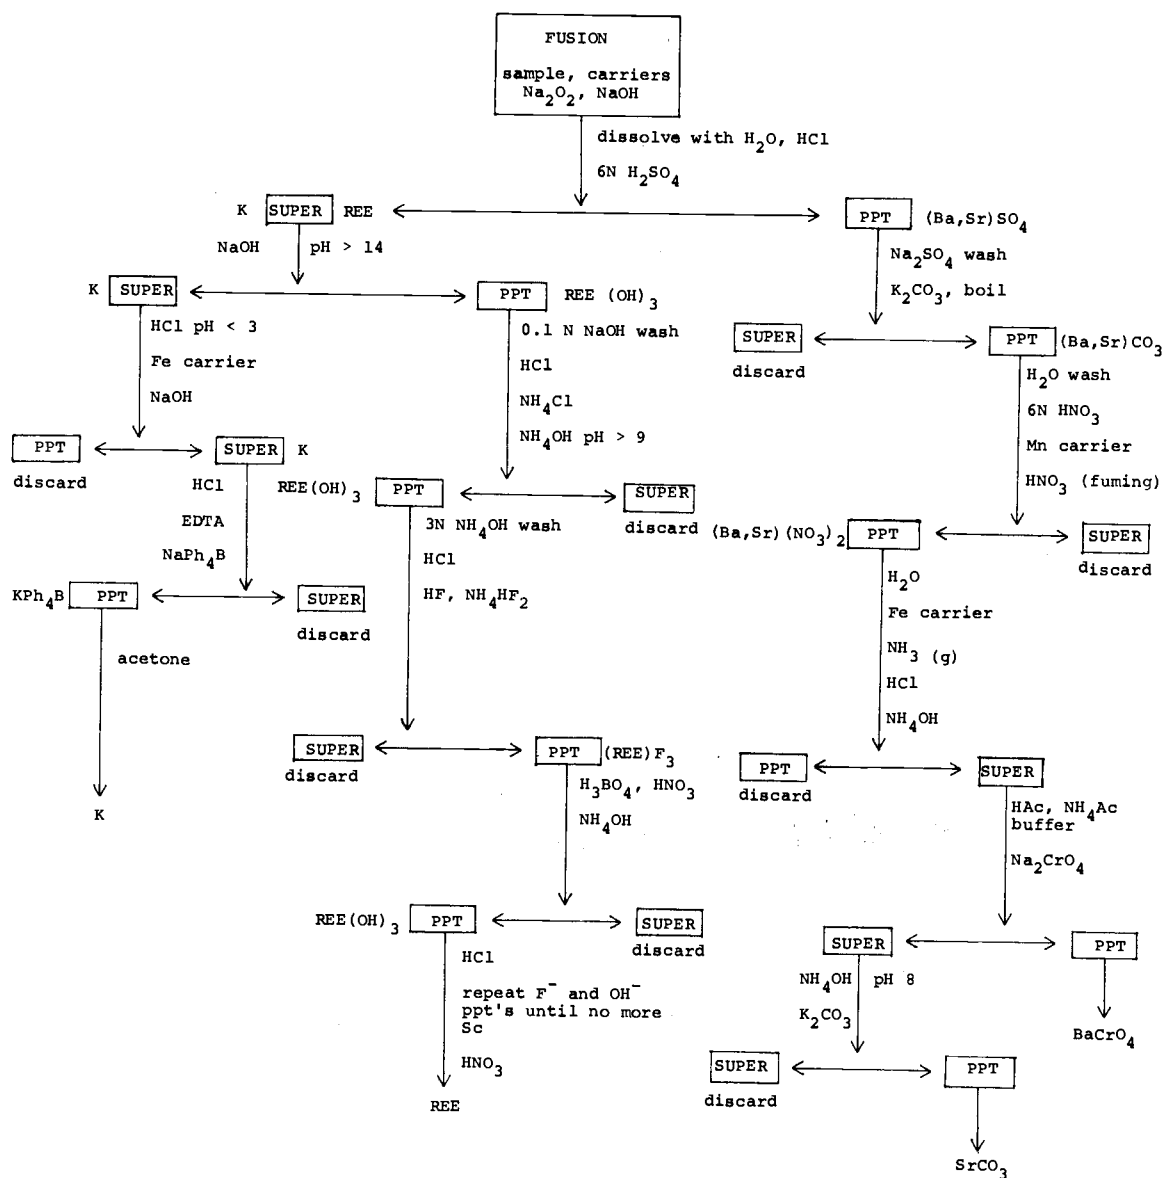 FUSION
sample, carriers
Na2O2, NaOH
dissolve with H2O, HCl
6N H2SO4
K SUPER REE
PPT (Ba,Sr)SO4
NaOH pH > 14
Na2SO4 wash
K2CO3, boil
K SUPER
PPT REE (OH)3
HCl pH < 3
Fe carrier
NaOH
0.1 N NaOH wash
HCl
NH4Cl
NH4OH pH > 9
SUPER
discard
PPT (Ba,Sr)CO3
H2O wash
6N HNO3
Mn carrier
HNO3 (fuming)
PPT
discard
SUPER K
HCl
EDTA
NaPh4B
REE(OH)3 PPT
SUPER
discard
3N NH4OH wash
HCl
HF, NH4HF2
(Ba,Sr)(NO3)2 PPT
SUPER
discard
H2O
Fe carrier
NH3 (g)
HCl
NH4OH
KPh4B PPT
SUPER
discard
acetone
K
SUPER
discard
PPT (REE)F3
H3BO4, HNO3
NH4OH
PPT
discard
SUPER
HAc, NH4Ac
buffer
Na2CrO4
REE(OH)3 PPT
SUPER
discard
HCl
repeat F- and OH-
ppt's until no more
Sc
HNO3
REE
SUPER
PPT
NH4OH pH 8
K2CO3
BaCrO4
SUPER
discard
PPT
SrCO3